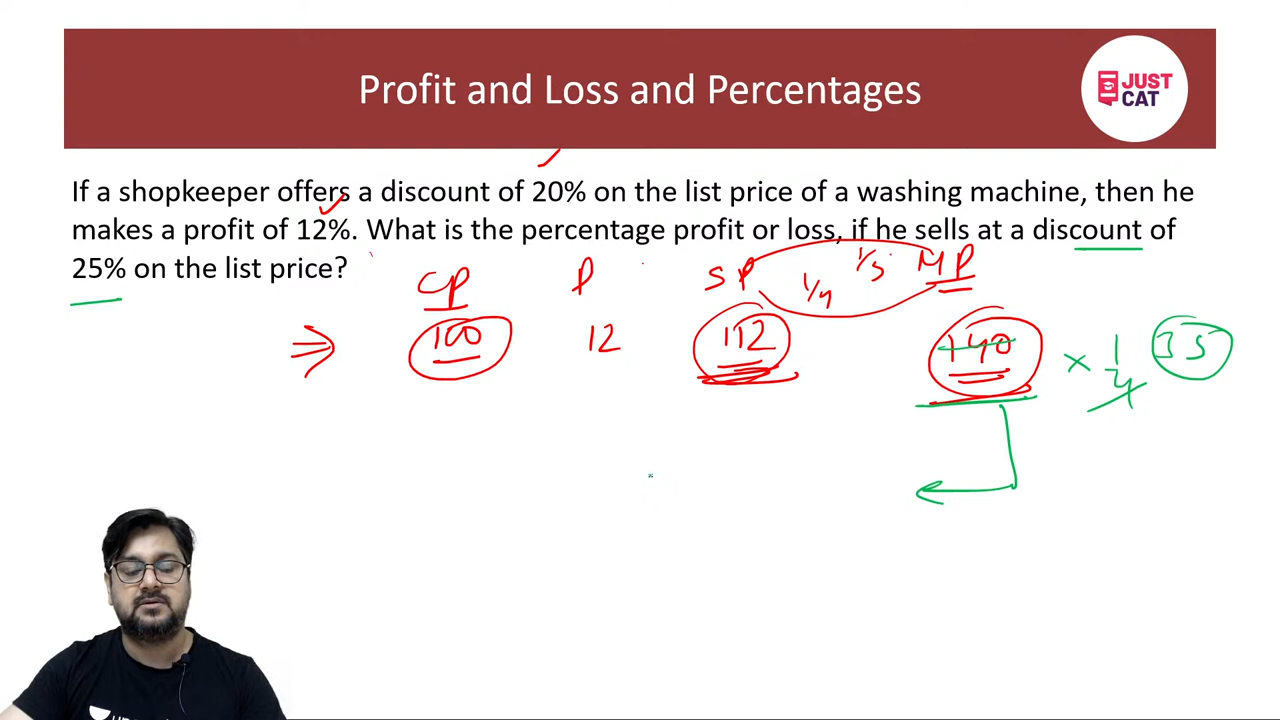 Profit and Loss and Percentages
JUST
CAT
If a shopkeeper offers a discount of 20% on the list price of a washing machine, then he
makes a profit of 12%. What is the percentage profit or loss, if he sells at a discount of
25% on the list price?
CP P SP 1/4 1/5 MP
⇒ 100 12 112 140 × 1/4 35